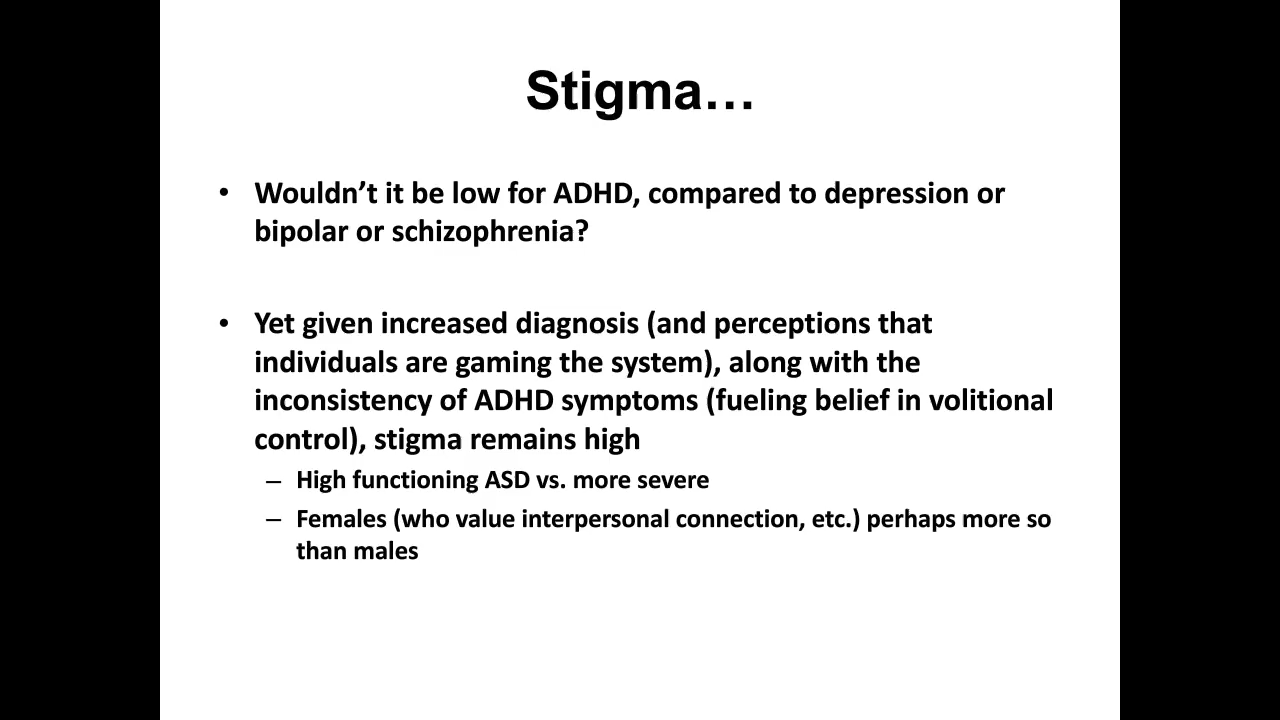 Stigma…
• Wouldn’t it be low for ADHD, compared to depression or
bipolar or schizophrenia?
• Yet given increased diagnosis (and perceptions that
individuals are gaming the system), along with the
inconsistency of ADHD symptoms (fueling belief in volitional
control), stigma remains high
– High functioning ASD vs. more severe
– Females (who value interpersonal connection, etc.) perhaps more so
than males